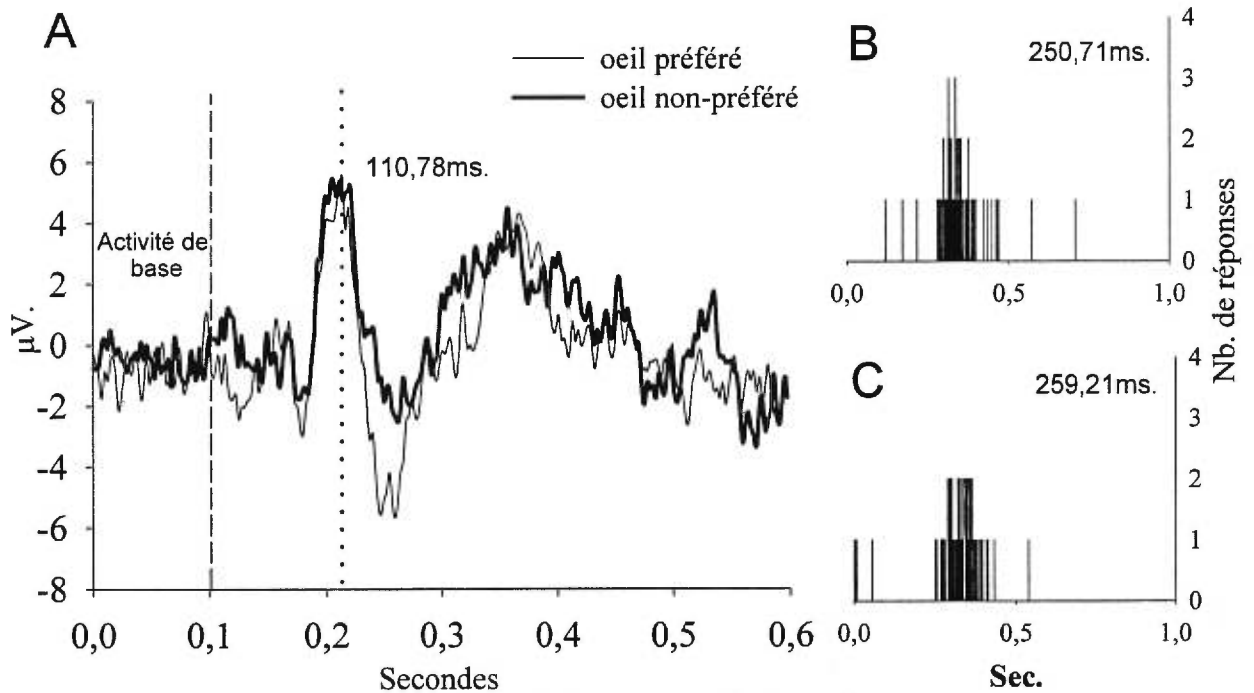 A
oeil préféré
oeil non-préféré
8
6
4
2
0
-2
-4
-6
-8
µV.
Activité de
base
110,78ms.
0,0
0,1
0,2
0,3
0,4
0,5
0,6
Secondes
B
250,71ms.
4
3
2
1
0
0,0
0,5
1,0
Nb. de réponses
C
259,21ms.
4
3
2
1
0
0,0
0,5
1,0
Sec.